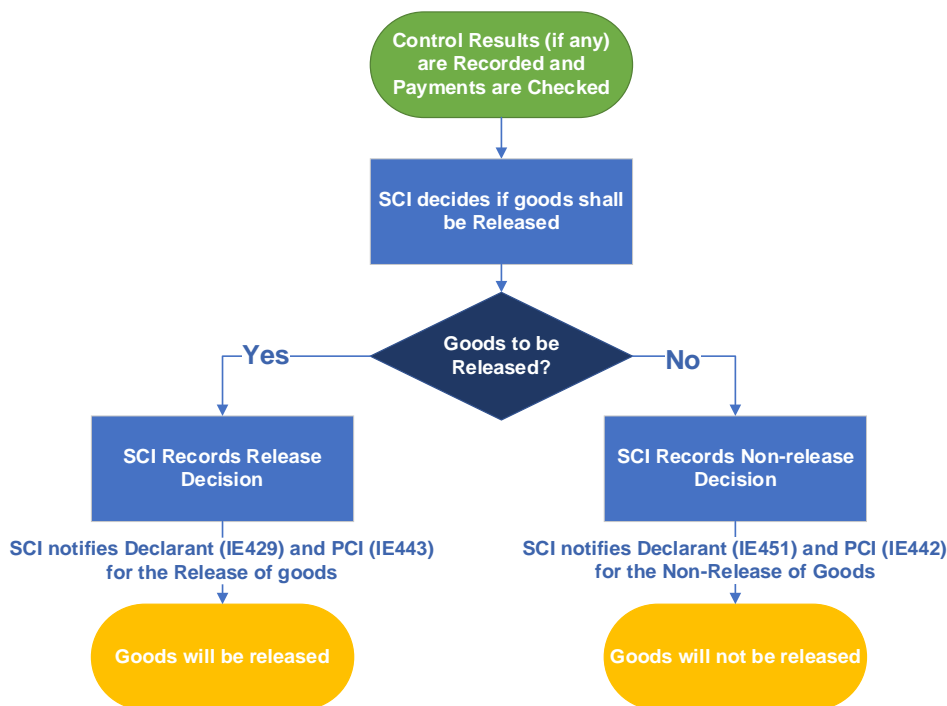 Control Results (if any)
are Recorded and
Payments are Checked
SCI decides if goods shall
be Released
Goods to be
Released?
Yes
No
SCI Records Release
Decision
SCI Records Non-release
Decision
SCI notifies Declarant (IE429) and PCI (IE443)
for the Release of goods
SCI notifies Declarant (IE451) and PCI (IE442)
for the Non-Release of Goods
Goods will be released
Goods will not be released